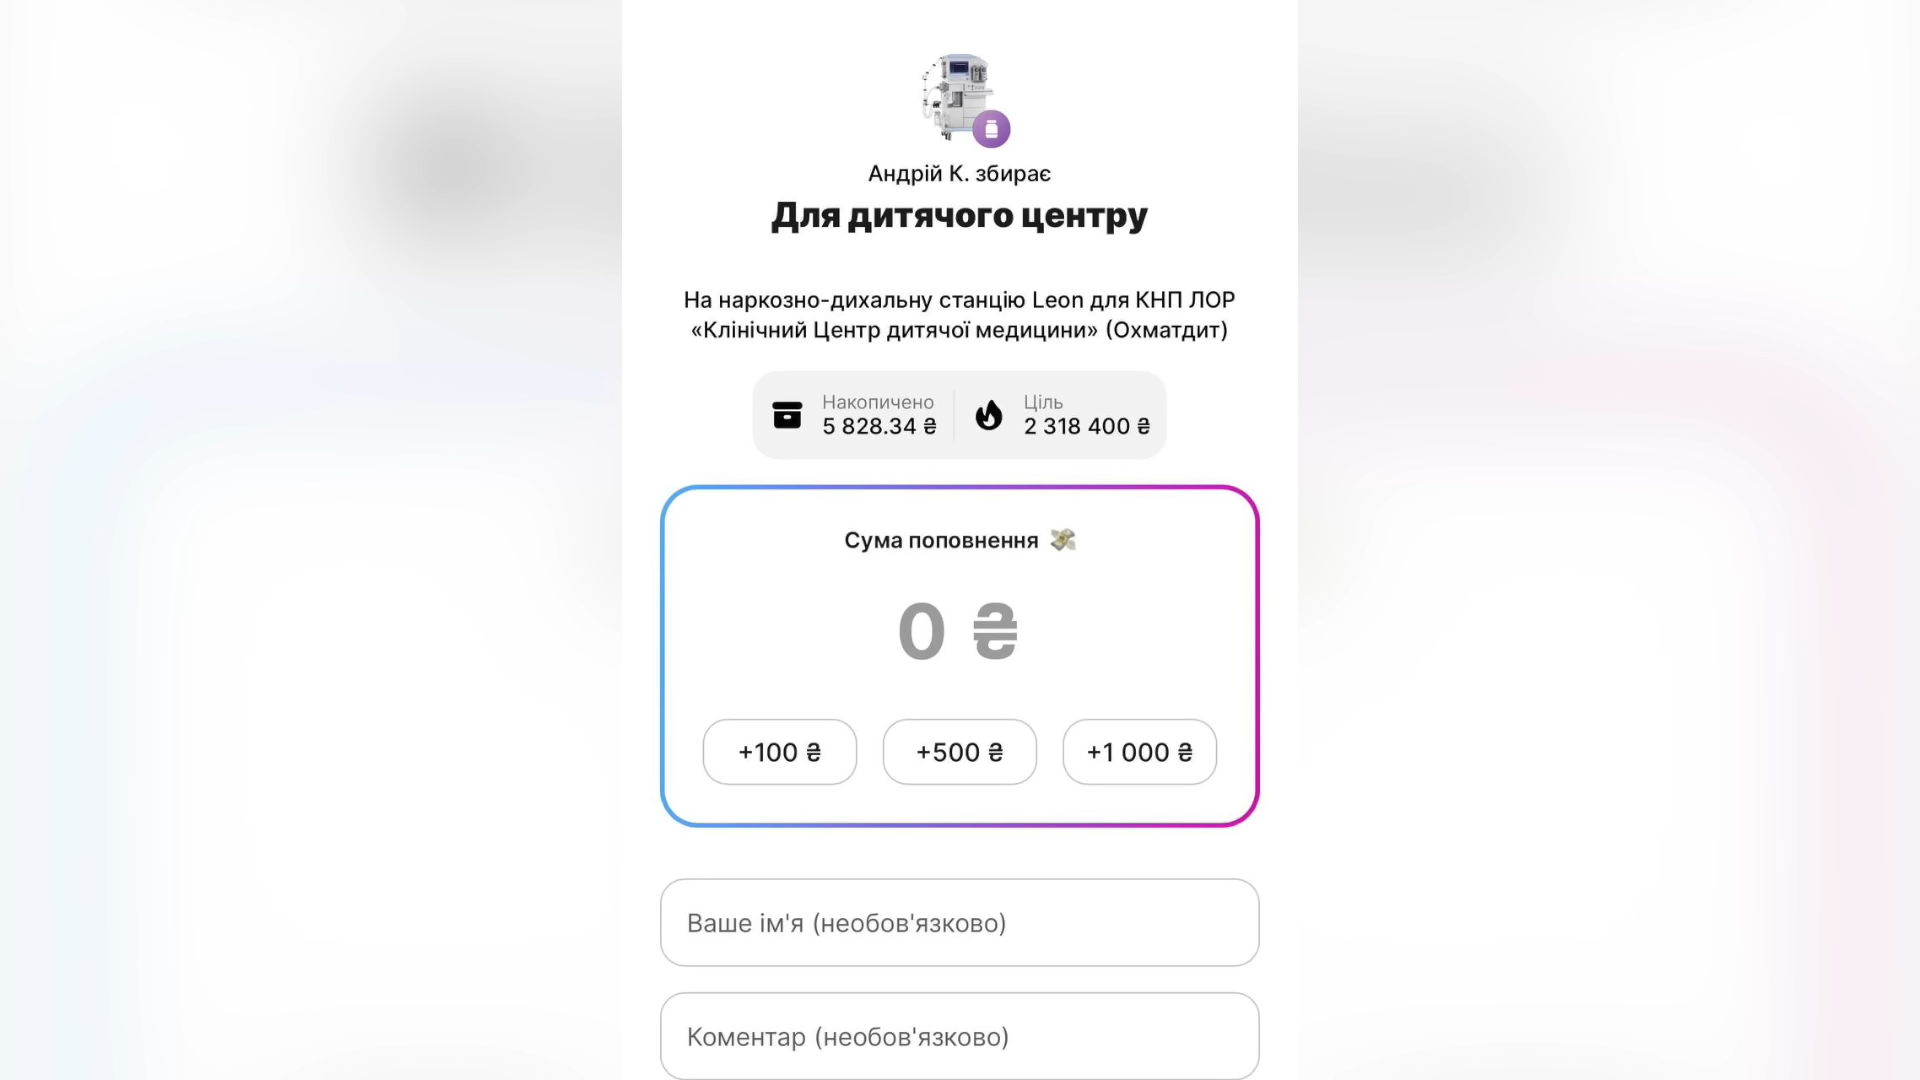 Андрій К. збирає
Для дитячого центру
На наркозно-дихальну станцію Leon для КНП ЛОР
«Клінічний Центр дитячої медицини» (Охматдит)
Накопичено
5 828.34 ₴
Ціль
2 318 400 ₴
Сума поповнення 💸
0 ₴
+100 ₴
+500 ₴
+1 000 ₴
Ваше ім'я (необов'язково)
Коментар (необов'язково)